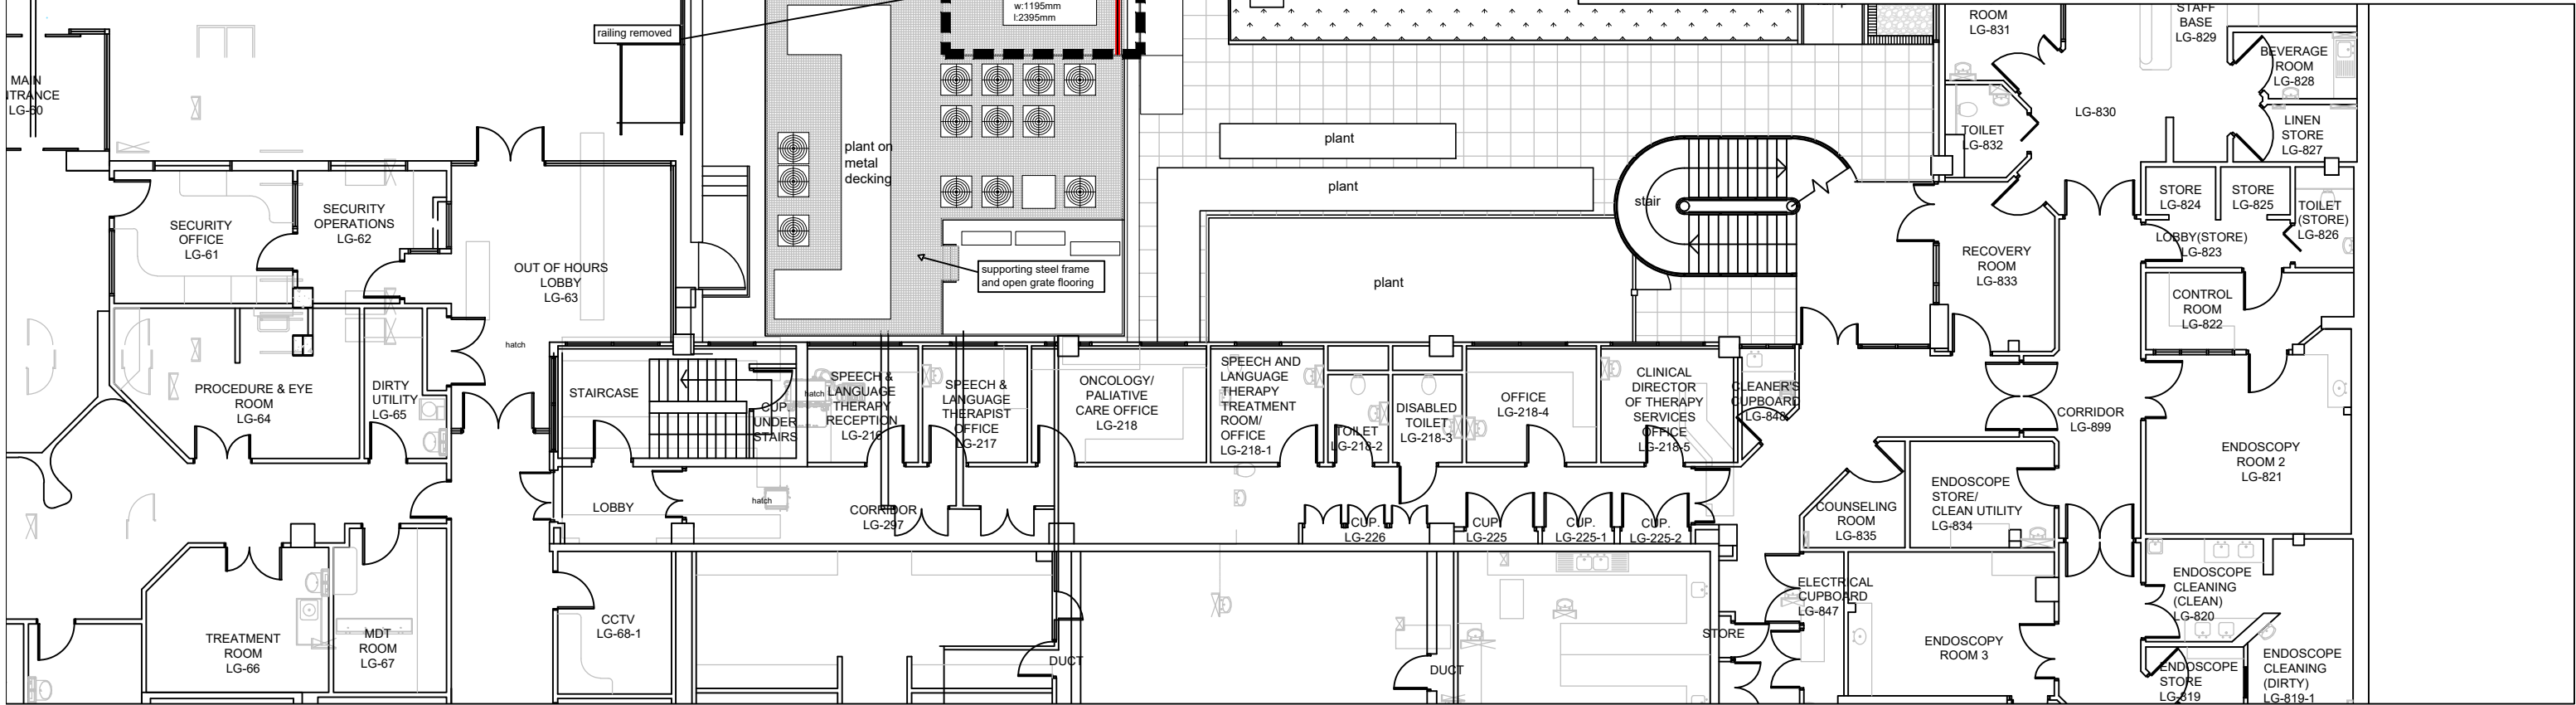 w:1195mm
l:2395mm
railing removed
MAIN
NTRANCE
LG-60
SECURITY
OFFICE
LG-61
SECURITY
OPERATIONS
LG-62
OUT OF HOURS
LOBBY
LG-63
hatch
PROCEDURE & EYE
ROOM
LG-64
DIRTY
UTILITY
LG-65
TREATMENT
ROOM
LG-66
MDT
ROOM
LG-67
plant on
metal
decking
supporting steel frame
and open grate flooring
plant
plant
plant
stair
STAIRCASE
LOBBY
CUP
UNDER
STAIRS
hatch
hatch
SPEECH &
LANGUAGE
THERAPY
RECEPTION
LG-216
SPEECH &
LANGUAGE
THERAPIST
OFFICE
LG-217
ONCOLOGY/
PALIATIVE
CARE OFFICE
LG-218
SPEECH AND
LANGUAGE
THERAPY
TREATMENT
ROOM/
OFFICE
LG-218-1
TOILET
LG-218-2
DISABLED
TOILET
LG-218-3
OFFICE
LG-218-4
CLINICAL
DIRECTOR
OF THERAPY
SERVICES
OFFICE
LG-218-5
CLEANER'S
CUPBOARD
LG-848
CORRIDOR
LG-297
CUP.
LG-226
CUP.
LG-225
CUP.
LG-225-1
CUP.
LG-225-2
CCTV
LG-68-1
DUCT
DUCT
STORE
ELECTRICAL
CUPBOARD
LG-847
ROOM
LG-831
STAFF
BASE
LG-829
BEVERAGE
ROOM
LG-828
LG-830
LINEN
STORE
LG-827
TOILET
LG-832
STORE
LG-824
STORE
LG-825
TOILET
(STORE)
LG-826
LOBBY(STORE)
LG-823
RECOVERY
ROOM
LG-833
CONTROL
ROOM
LG-822
CORRIDOR
LG-899
ENDOSCOPY
ROOM 2
LG-821
COUNSELING
ROOM
LG-835
ENDOSCOPE
STORE/
CLEAN UTILITY
LG-834
ENDOSCOPY
ROOM 3
ENDOSCOPE
CLEANING
(CLEAN)
LG-820
ENDOSCOPE
STORE
LG-819
ENDOSCOPE
CLEANING
(DIRTY)
LG-819-1